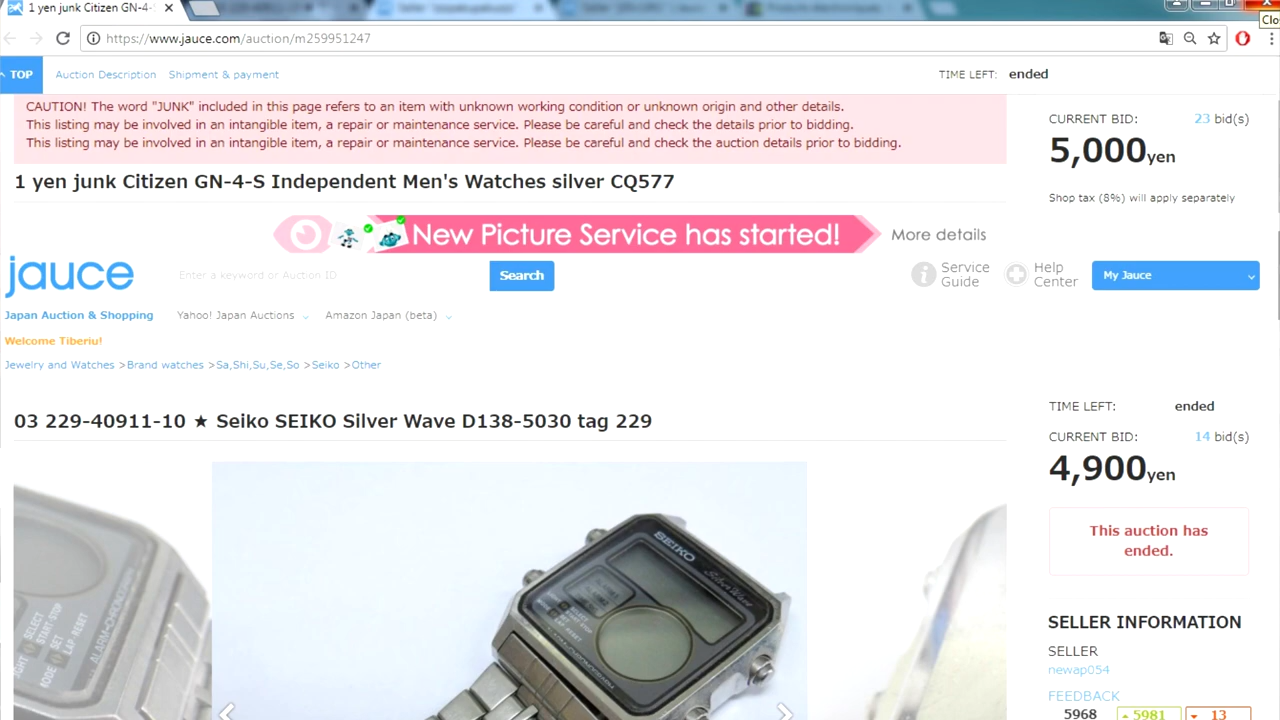 1 yen junk Citizen GN-4-
https://www.jauce.com/auction/m259951247
Clo
TOP Auction Description Shipment & payment TIME LEFT: ended
CAUTION! The word "JUNK" included in this page refers to an item with unknown working condition or unknown origin and other details.
This listing may be involved in an intangible item, a repair or maintenance service. Please be careful and check the details prior to bidding.
This listing may be involved in an intangible item, a repair or maintenance service. Please be careful and check the auction details prior to bidding.
CURRENT BID: 23 bid(s)
5,000yen
Shop tax (8%) will apply separately
1 yen junk Citizen GN-4-S Independent Men's Watches silver CQ577
New Picture Service has started! More details
jauce Enter a keyword or Auction ID Search Service Guide Help Center My Jauce
Japan Auction & Shopping Yahoo! Japan Auctions Amazon Japan (beta)
Welcome Tiberiu!
Jewelry and Watches >Brand watches >Sa,Shi,Su,Se,So >Seiko >Other
03 229-40911-10 ★ Seiko SEIKO Silver Wave D138-5030 tag 229
TIME LEFT: ended
CURRENT BID: 14 bid(s)
4,900yen
This auction has
ended.
SELLER INFORMATION
SELLER
newap054
FEEDBACK
5968 5981 13
SEIKO
Silver Wave
SELECT
START·STOP
SET
LAP·RESET
ALARM·CHRONOGRAPH